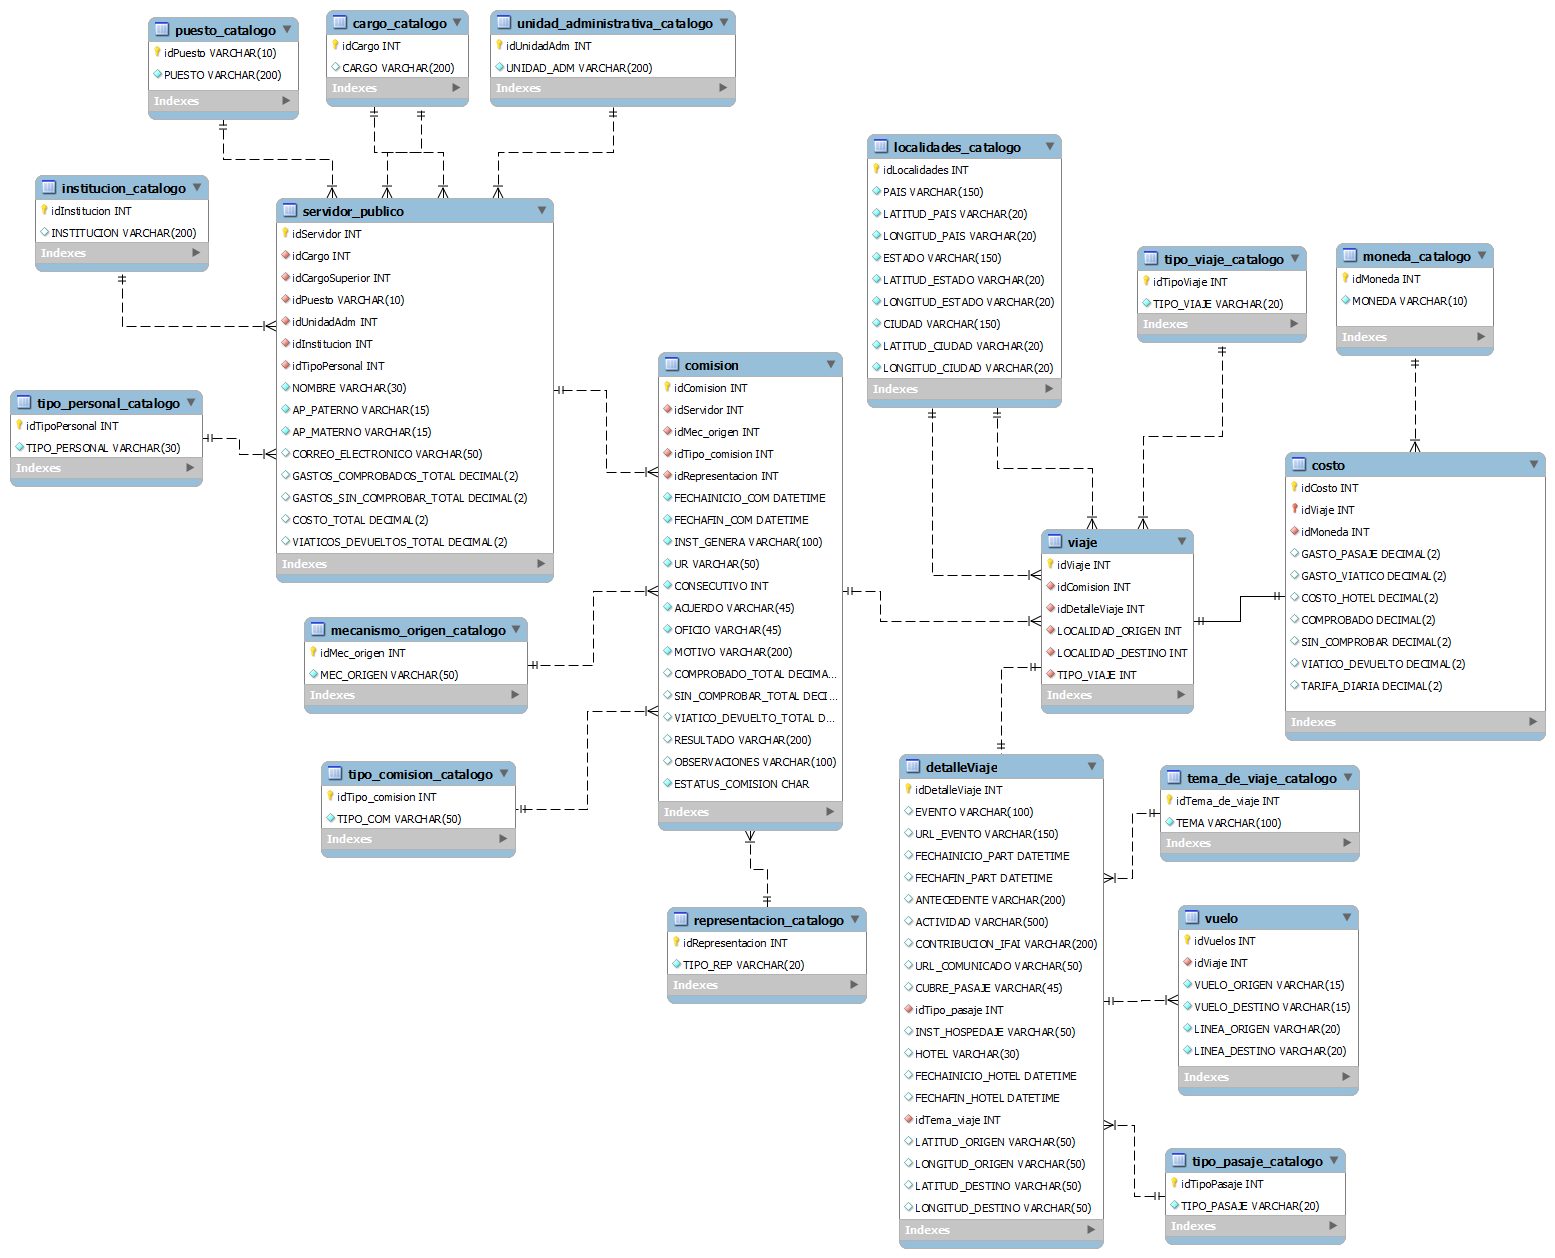 puesto_catalogo
idPuesto VARCHAR(10)
PUESTO VARCHAR(200)
Indexes
cargo_catalogo
idCargo INT
CARGO VARCHAR(200)
Indexes
unidad_administrativa_catalogo
idUnidadAdm INT
UNIDAD_ADM VARCHAR(200)
Indexes
institucion_catalogo
idInstitucion INT
INSTITUCION VARCHAR(200)
Indexes
servidor_publico
idServidor INT
idCargo INT
idCargoSuperior INT
idPuesto VARCHAR(10)
idUnidadAdm INT
idInstitucion INT
idTipoPersonal INT
NOMBRE VARCHAR(30)
AP_PATERNO VARCHAR(15)
AP_MATERNO VARCHAR(15)
CORREO_ELECTRONICO VARCHAR(50)
GASTOS_COMPROBADOS_TOTAL DECIMAL(2)
GASTOS_SIN_COMPROBAR_TOTAL DECIMAL(2)
COSTO_TOTAL DECIMAL(2)
VIATICOS_DEVUELTOS_TOTAL DECIMAL(2)
Indexes
tipo_personal_catalogo
idTipoPersonal INT
TIPO_PERSONAL VARCHAR(30)
Indexes
localidades_catalogo
idLocalidades INT
PAIS VARCHAR(150)
LATITUD_PAIS VARCHAR(20)
LONGITUD_PAIS VARCHAR(20)
ESTADO VARCHAR(150)
LATITUD_ESTADO VARCHAR(20)
LONGITUD_ESTADO VARCHAR(20)
CIUDAD VARCHAR(150)
LATITUD_CIUDAD VARCHAR(20)
LONGITUD_CIUDAD VARCHAR(20)
Indexes
tipo_viaje_catalogo
idTipoViaje INT
TIPO_VIAJE VARCHAR(20)
Indexes
moneda_catalogo
idMoneda INT
MONEDA VARCHAR(10)
Indexes
comision
idComision INT
idServidor INT
idMec_origen INT
idTipo_comision INT
idRepresentacion INT
FECHAINICIO_COM DATETIME
FECHAFIN_COM DATETIME
INST_GENERA VARCHAR(100)
UR VARCHAR(50)
CONSECUTIVO INT
ACUERDO VARCHAR(45)
OFICIO VARCHAR(45)
MOTIVO VARCHAR(200)
COMPROBADO_TOTAL DECIMA...
SIN_COMPROBAR_TOTAL DECI...
VIATICO_DEVUELTO_TOTAL D...
RESULTADO VARCHAR(200)
OBSERVACIONES VARCHAR(100)
ESTATUS_COMISION CHAR
Indexes
costo
idCosto INT
idViaje INT
idMoneda INT
GASTO_PASAJE DECIMAL(2)
GASTO_VIATICO DECIMAL(2)
COSTO_HOTEL DECIMAL(2)
COMPROBADO DECIMAL(2)
SIN_COMPROBAR DECIMAL(2)
VIATICO_DEVUELTO DECIMAL(2)
TARIFA_DIARIA DECIMAL(2)
Indexes
viaje
idViaje INT
idComision INT
idDetalleViaje INT
LOCALIDAD_ORIGEN INT
LOCALIDAD_DESTINO INT
TIPO_VIAJE INT
Indexes
mecanismo_origen_catalogo
idMec_origen INT
MEC_ORIGEN VARCHAR(50)
Indexes
tipo_comision_catalogo
idTipo_comision INT
TIPO_COM VARCHAR(50)
Indexes
representacion_catalogo
idRepresentacion INT
TIPO_REP VARCHAR(20)
Indexes
detalleViaje
idDetalleViaje INT
EVENTO VARCHAR(100)
URL_EVENTO VARCHAR(150)
FECHAINICIO_PART DATETIME
FECHAFIN_PART DATETIME
ANTECEDENTE VARCHAR(200)
ACTIVIDAD VARCHAR(500)
CONTRIBUCION_IFAI VARCHAR(200)
URL_COMUNICADO VARCHAR(50)
CUBRE_PASAJE VARCHAR(45)
idTipo_pasaje INT
INST_HOSPEDAJE VARCHAR(50)
HOTEL VARCHAR(30)
FECHAINICIO_HOTEL DATETIME
FECHAFIN_HOTEL DATETIME
idTema_viaje INT
LATITUD_ORIGEN VARCHAR(50)
LONGITUD_ORIGEN VARCHAR(50)
LATITUD_DESTINO VARCHAR(50)
LONGITUD_DESTINO VARCHAR(50)
Indexes
tema_de_viaje_catalogo
idTema_de_viaje INT
TEMA VARCHAR(100)
Indexes
vuelo
idVuelos INT
idViaje INT
VUELO_ORIGEN VARCHAR(15)
VUELO_DESTINO VARCHAR(15)
LINEA_ORIGEN VARCHAR(20)
LINEA_DESTINO VARCHAR(20)
Indexes
tipo_pasaje_catalogo
idTipoPasaje INT
TIPO_PASAJE VARCHAR(20)
Indexes